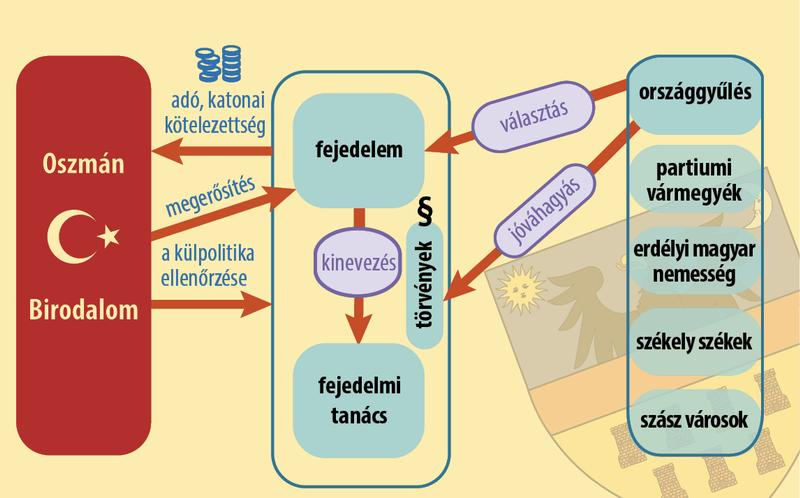 Oszmán
Birodalom
adó, katonai
kötelezettség
megerősítés
a külpolitika
ellenőrzése
fejedelem
kinevezés
fejedelmi
tanács
§
törvények
választás
jóváhagyás
országgyűlés
partiumi
vármegyék
erdélyi magyar
nemesség
székely székek
szász városok